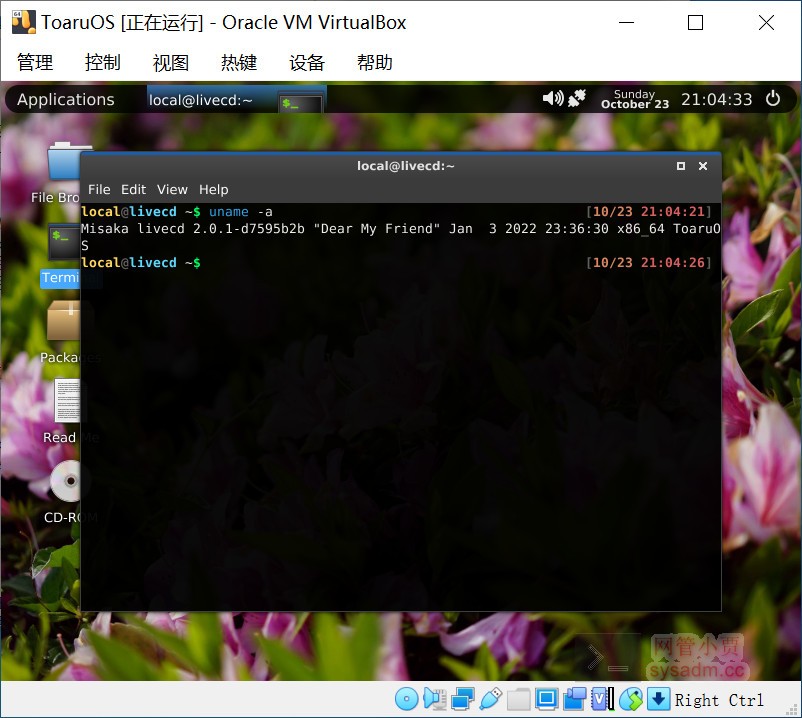 ToaruOS [正在运行] - Oracle VM VirtualBox
管理 控制 视图 热键 设备 帮助
Applications local@livecd:~ Sunday October 23 21:04:33
local@livecd:~
File Edit View Help
local@livecd ~$ uname -a [10/23 21:04:21]
Misaka livecd 2.0.1-d7595b2b "Dear My Friend" Jan  3 2022 23:36:30 x86_64 ToaruO
S
local@livecd ~$ [10/23 21:04:26]
File Bro
Termi
Packag
Read Me
CD-ROM
网管小贾
sysadm.cc
Right Ctrl